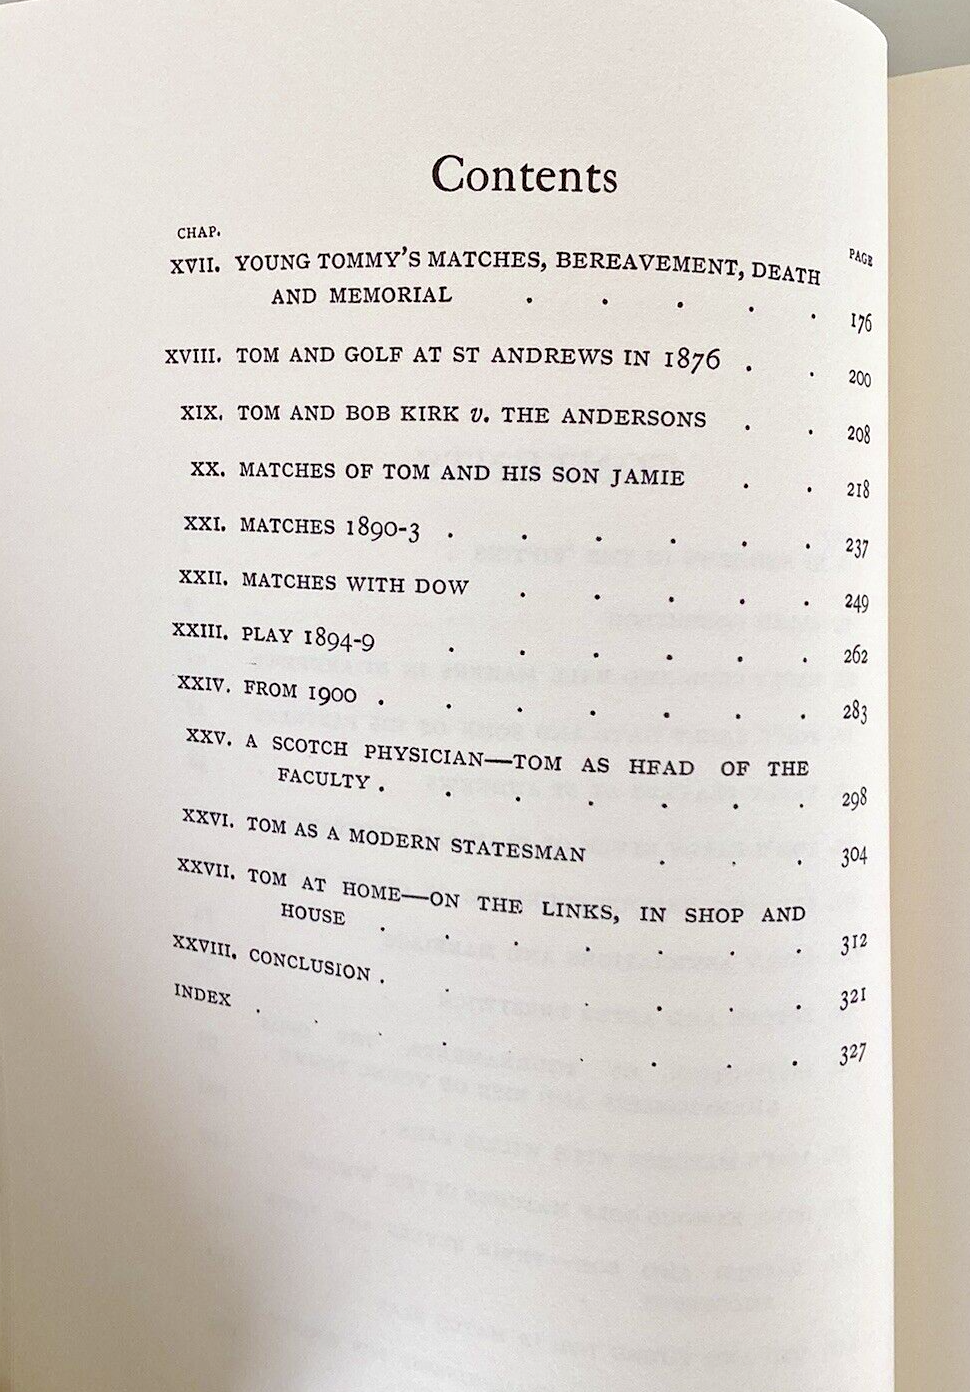 Contents
CHAP. PAGE
XVII. YOUNG TOMMY'S MATCHES, BEREAVEMENT, DEATH
AND MEMORIAL . . . . . 176
XVIII. TOM AND GOLF AT ST ANDREWS IN 1876 . . 200
XIX. TOM AND BOB KIRK v. THE ANDERSONS . . 208
XX. MATCHES OF TOM AND HIS SON JAMIE . . 218
XXI. MATCHES 1890-3 . . . . . . 237
XXII. MATCHES WITH DOW . . . . . 249
XXIII. PLAY 1894-9 . . . . . . 262
XXIV. FROM 1900 . . . . . . . 283
XXV. A SCOTCH PHYSICIAN—TOM AS HEAD OF THE
FACULTY . . . . . . . 298
XXVI. TOM AS A MODERN STATESMAN . . . 304
XXVII. TOM AT HOME—ON THE LINKS, IN SHOP AND
HOUSE . . . . . . . 312
XXVIII. CONCLUSION . . . . . . 321
INDEX . . . . . . . . 327